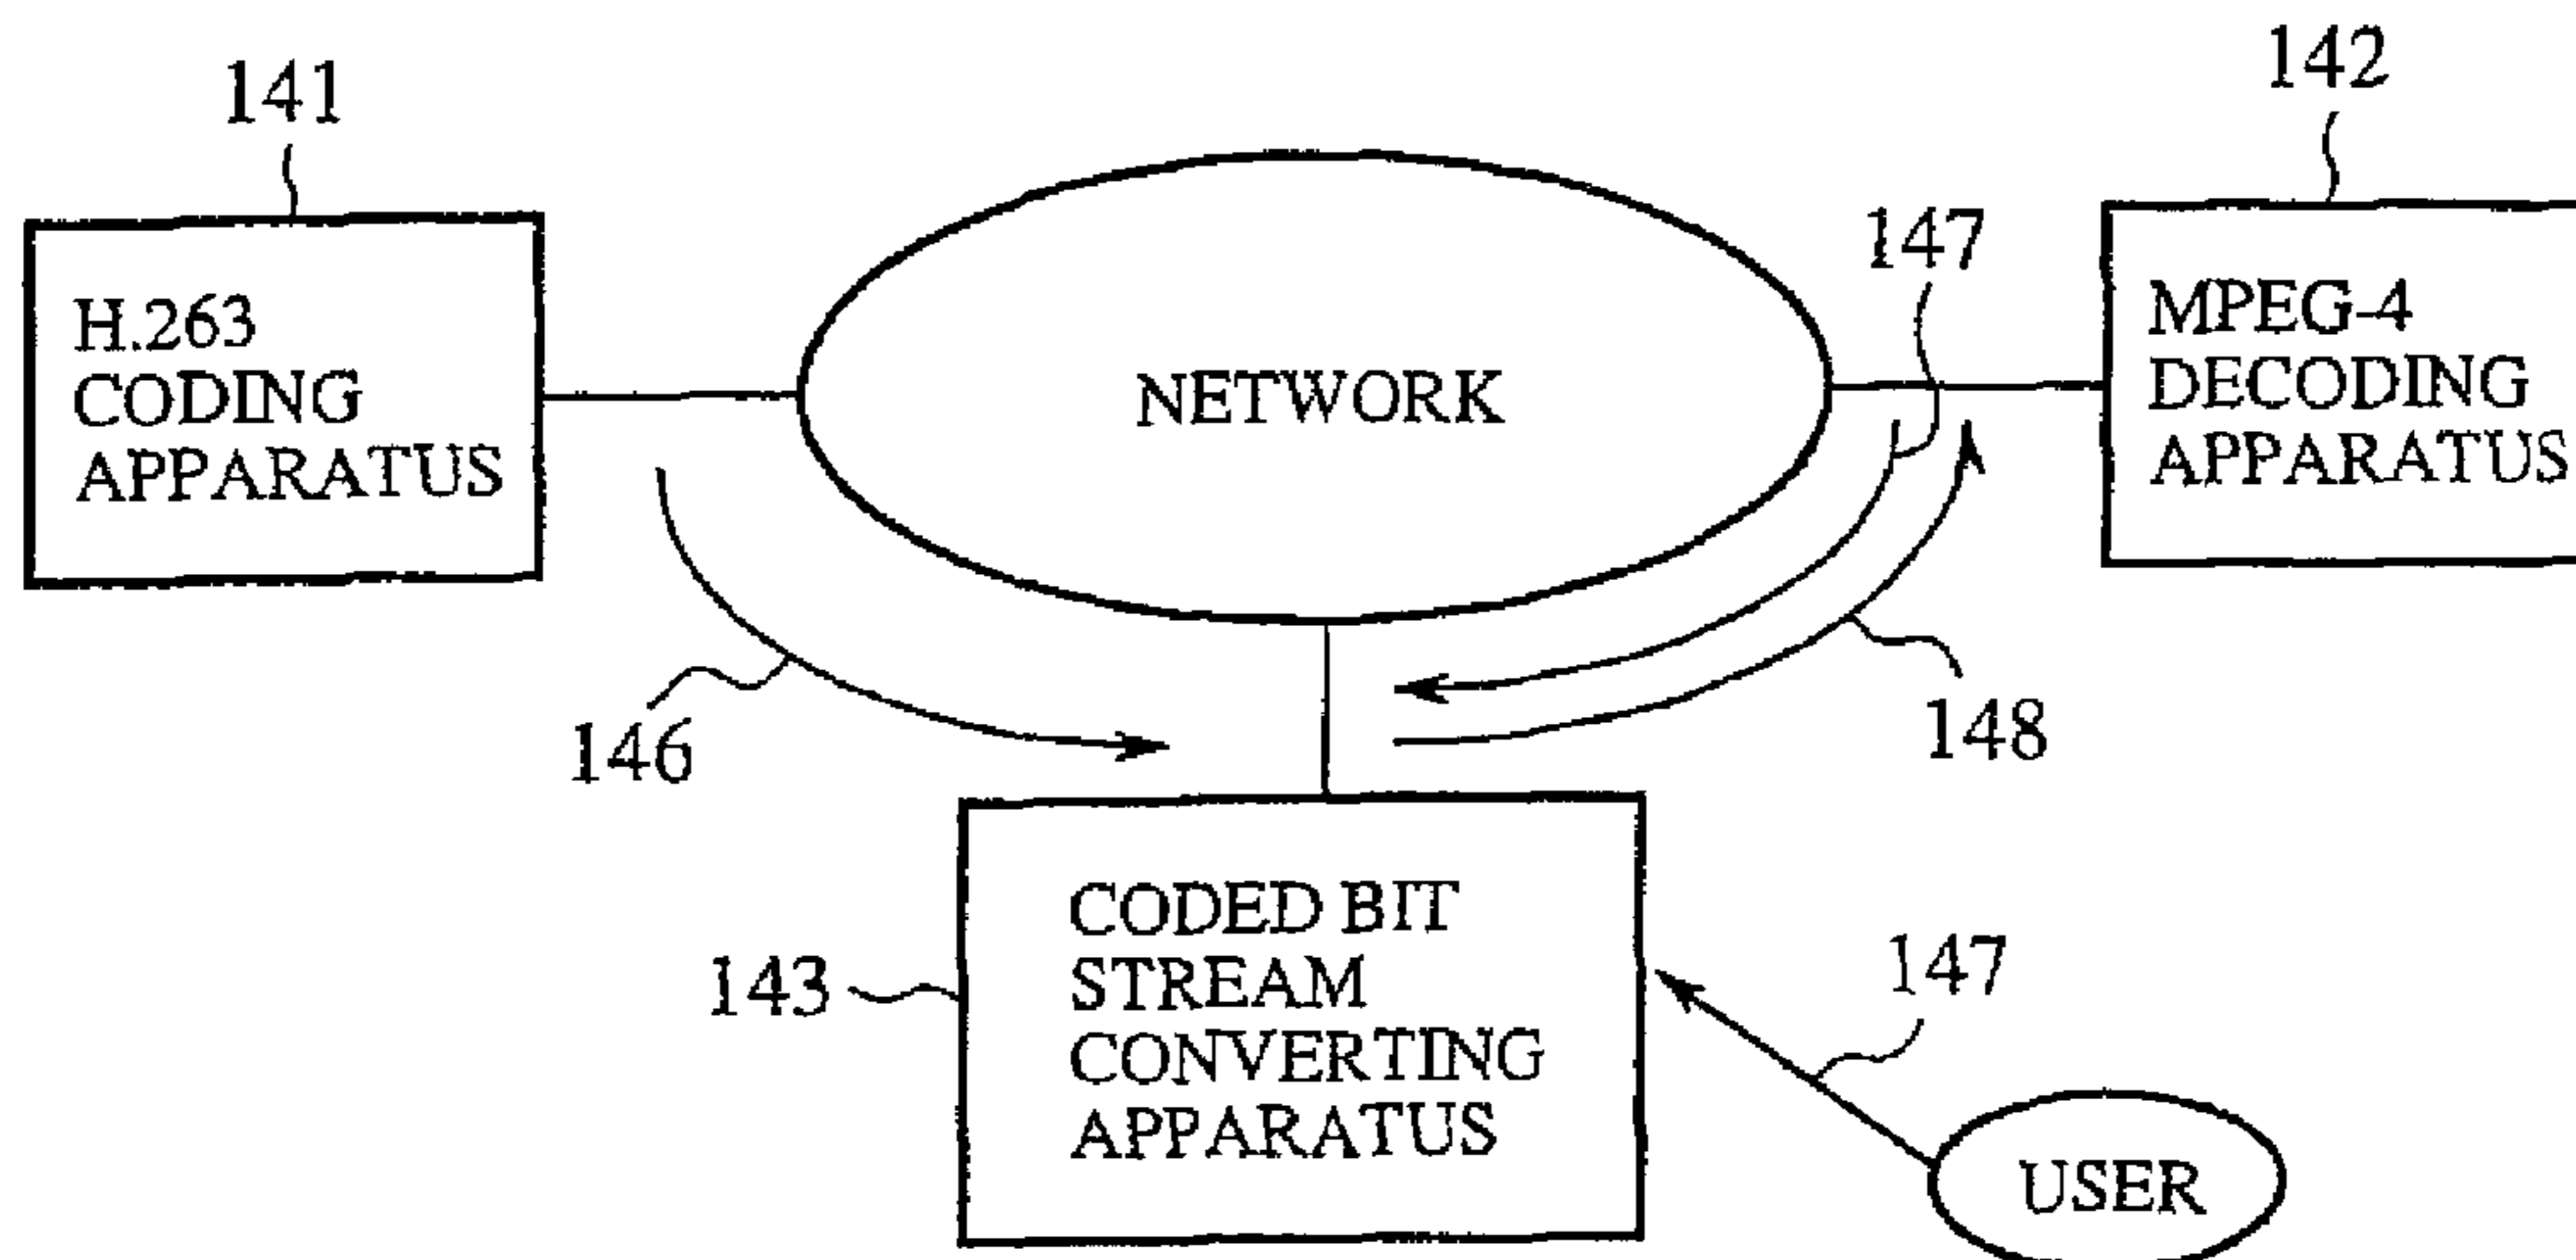 141
142
147
H.263
CODING
APPARATUS
NETWORK
MPEG-4
DECODING
APPARATUS
146
148
143
CODED BIT
STREAM
CONVERTING
APPARATUS
147
USER